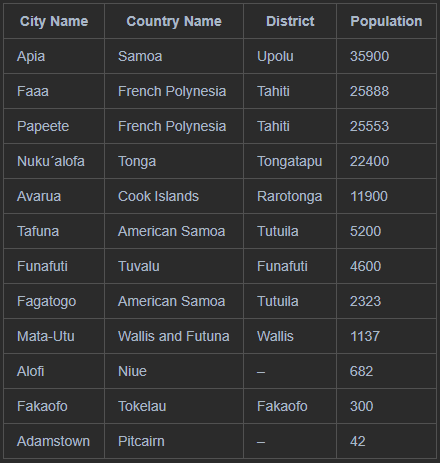 City Name Country Name District Population
Apia Samoa Upolu 35900
Faaa French Polynesia Tahiti 25888
Papeete French Polynesia Tahiti 25553
Nuku´alofa Tonga Tongatapu 22400
Avarua Cook Islands Rarotonga 11900
Tafuna American Samoa Tutuila 5200
Funafuti Tuvalu Funafuti 4600
Fagatogo American Samoa Tutuila 2323
Mata-Utu Wallis and Futuna Wallis 1137
Alofi Niue – 682
Fakaofo Tokelau Fakaofo 300
Adamstown Pitcairn – 42